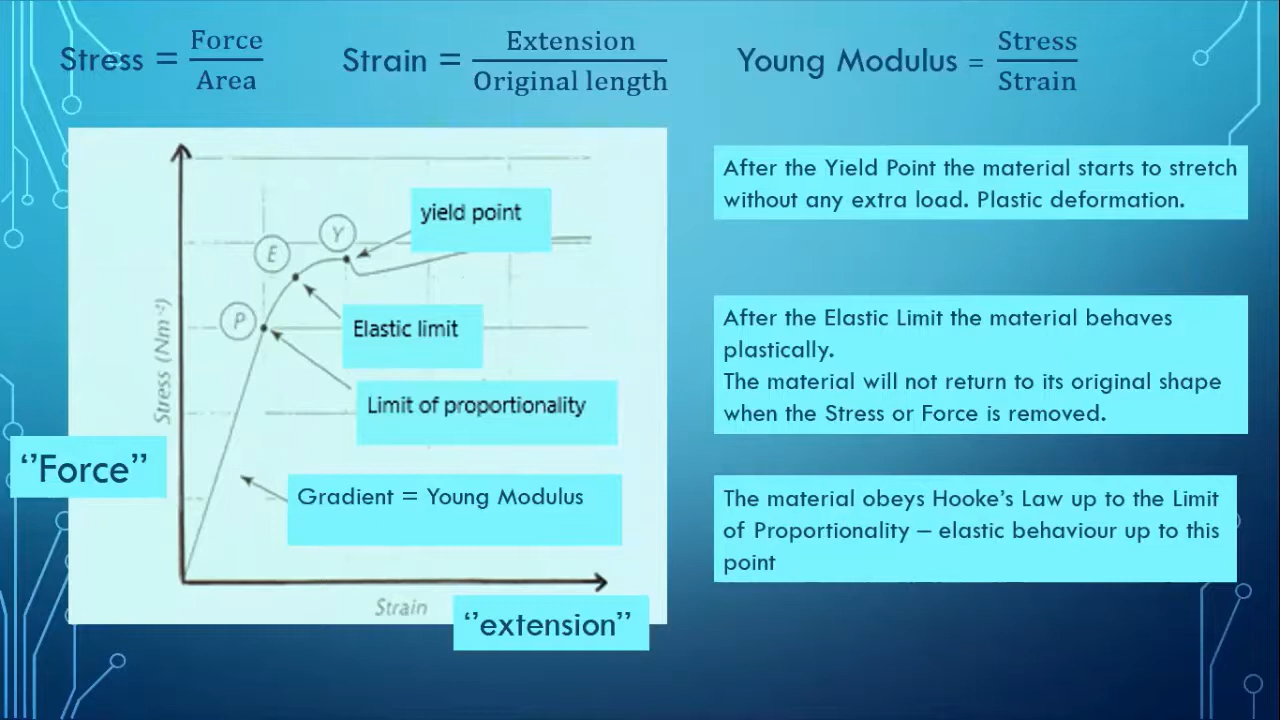 Stress = Force / Area
Strain = Extension / Original length
Young Modulus = Stress / Strain
After the Yield Point the material starts to stretch
without any extra load. Plastic deformation.
yield point
Y
E
P
Elastic limit
Limit of proportionality
Gradient = Young Modulus
Stress (Nm⁻²)
‘’Force’’
Strain
‘’extension’’
After the Elastic Limit the material behaves
plastically.
The material will not return to its original shape
when the Stress or Force is removed.
The material obeys Hooke’s Law up to the Limit
of Proportionality – elastic behaviour up to this
point